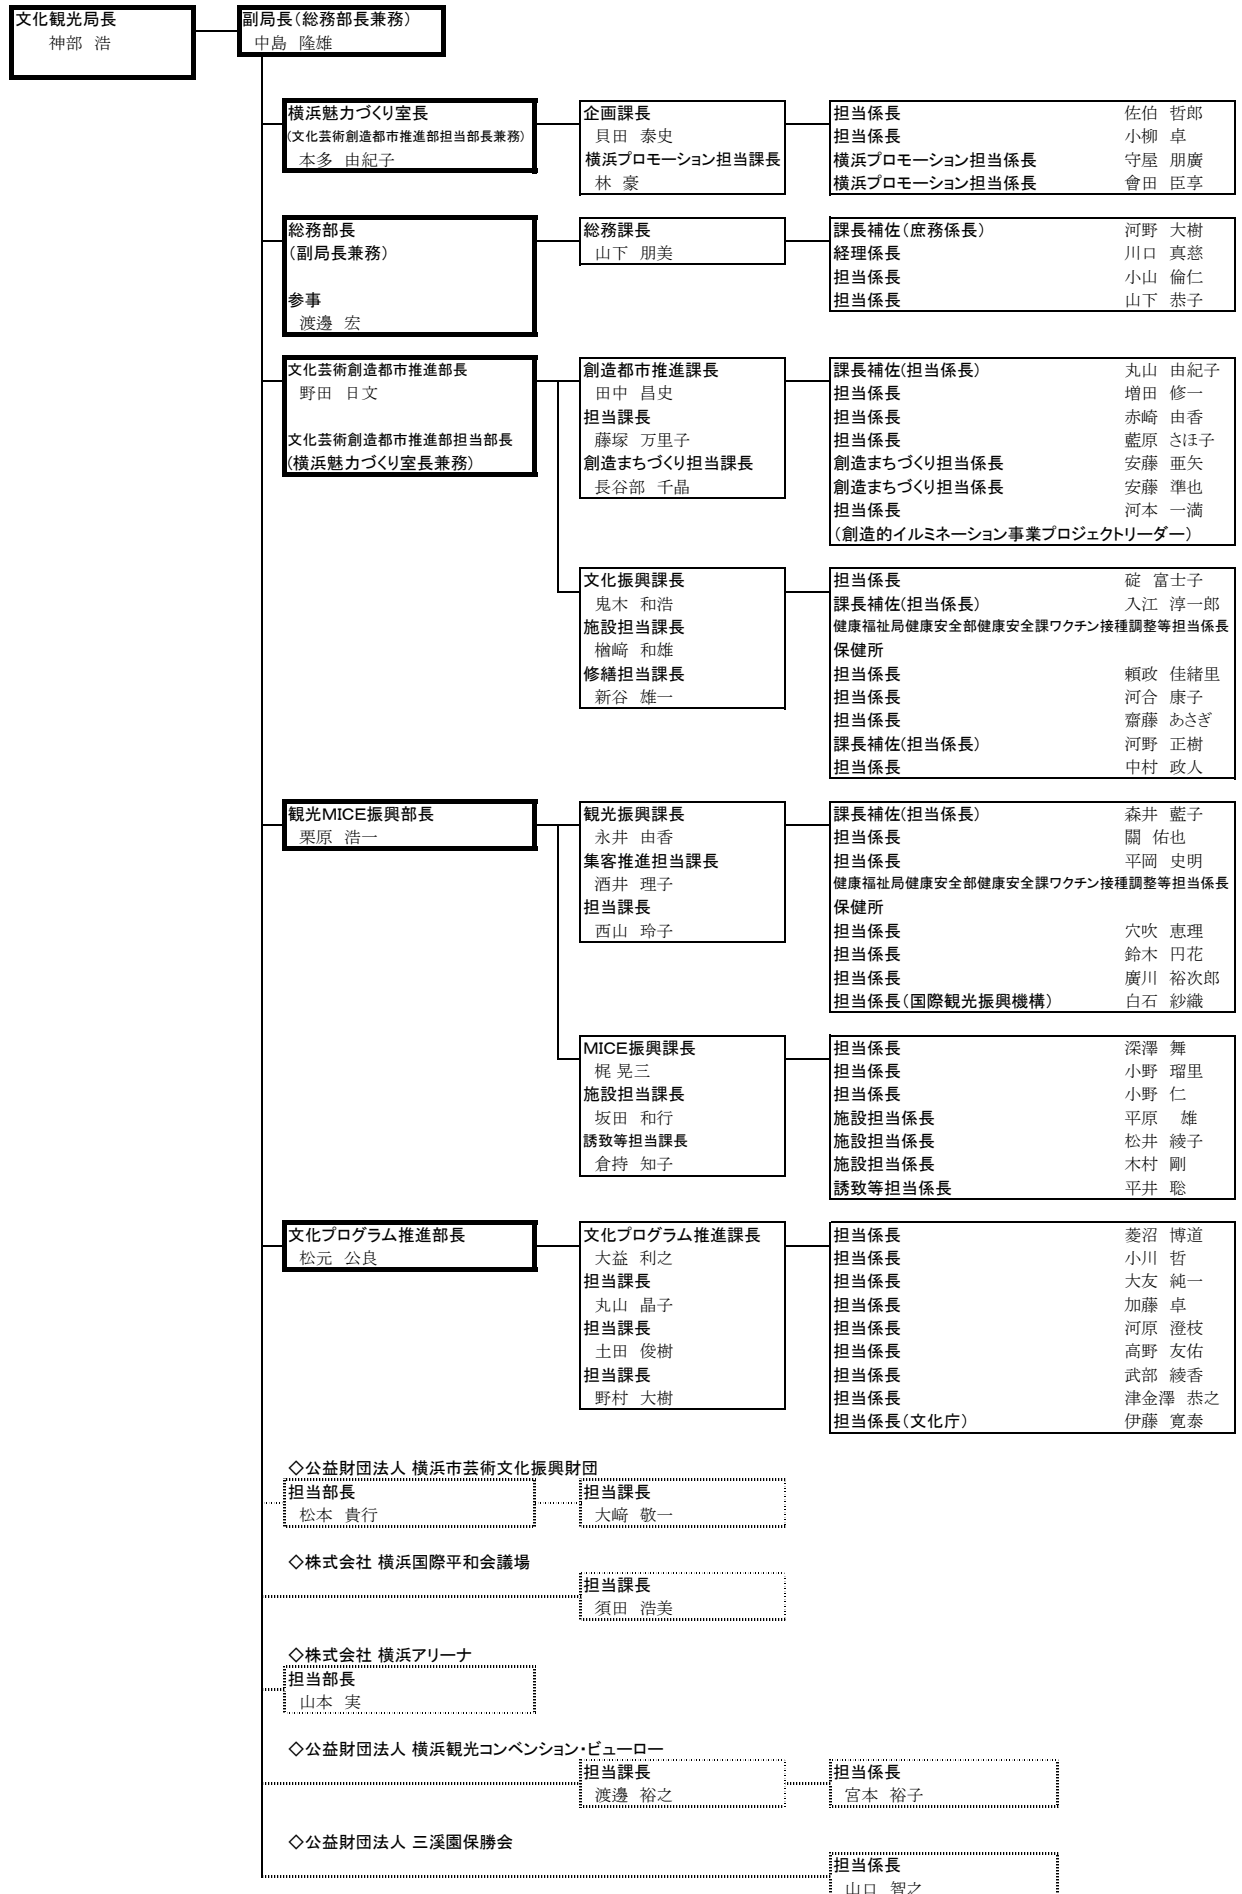 文化観光局長
神部 浩
副局長（総務部長兼務）
中島 隆雄
横浜魅力づくり室長
(文化芸術創造都市推進部担当部長兼務)
本多 由紀子
企画課長
貝田 泰史
横浜プロモーション担当課長
林 豪
担当係長 佐伯 哲郎
担当係長 小柳 卓
横浜プロモーション担当係長 守屋 朋廣
横浜プロモーション担当係長 會田 臣享
総務部長
（副局長兼務）
参事
渡邊 宏
総務課長
山下 朋美
課長補佐（庶務係長） 河野 大樹
経理係長 川口 真慈
担当係長 小山 倫仁
担当係長 山下 恭子
文化芸術創造都市推進部長
野田 日文
文化芸術創造都市推進部担当部長
(横浜魅力づくり室長兼務)
創造都市推進課長
田中 昌史
担当課長
藤塚 万里子
創造まちづくり担当課長
長谷部 千晶
課長補佐(担当係長) 丸山 由紀子
担当係長 増田 修一
担当係長 赤崎 由香
担当係長 藍原 さほ子
創造まちづくり担当係長 安藤 亜矢
創造まちづくり担当係長 安藤 準也
担当係長 河本 一満
（創造的イルミネーション事業プロジェクトリーダー）
文化振興課長
鬼木 和浩
施設担当課長
楢﨑 和雄
修繕担当課長
新谷 雄一
担当係長 碇 富士子
課長補佐(担当係長) 入江 淳一郎
健康福祉局健康安全部健康安全課ワクチン接種調整等担当係長
保健所
担当係長 頼政 佳緒里
担当係長 河合 康子
担当係長 齋藤 あさぎ
課長補佐(担当係長) 河野 正樹
担当係長 中村 政人
観光MICE振興部長
栗原 浩一
観光振興課長
永井 由香
集客推進担当課長
酒井 理子
担当課長
西山 玲子
課長補佐(担当係長) 森井 藍子
担当係長 關 佑也
担当係長 平岡 史明
健康福祉局健康安全部健康安全課ワクチン接種調整等担当係長
保健所
担当係長 穴吹 恵理
担当係長 鈴木 円花
担当係長 廣川 裕次郎
担当係長（国際観光振興機構） 白石 紗織
MICE振興課長
梶 晃三
施設担当課長
坂田 和行
誘致等担当課長
倉持 知子
担当係長 深澤 舞
担当係長 小野 瑠里
担当係長 小野 仁
施設担当係長 平原 雄
施設担当係長 松井 綾子
施設担当係長 木村 剛
誘致等担当係長 平井 聡
文化プログラム推進部長
松元 公良
文化プログラム推進課長
大益 利之
担当課長
丸山 晶子
担当課長
土田 俊樹
担当課長
野村 大樹
担当係長 菱沼 博道
担当係長 小川 哲
担当係長 大友 純一
担当係長 加藤 卓
担当係長 河原 澄枝
担当係長 高野 友佑
担当係長 武部 綾香
担当係長 津金澤 恭之
担当係長（文化庁） 伊藤 寛泰
◇公益財団法人 横浜市芸術文化振興財団
担当部長
松本 貴行
担当課長
大﨑 敬一
◇株式会社 横浜国際平和会議場
担当課長
須田 浩美
◇株式会社 横浜アリーナ
担当部長
山本 実
◇公益財団法人 横浜観光コンベンション・ビューロー
担当課長
渡邊 裕之
担当係長
宮本 裕子
◇公益財団法人 三溪園保勝会
担当係長
山口 智之